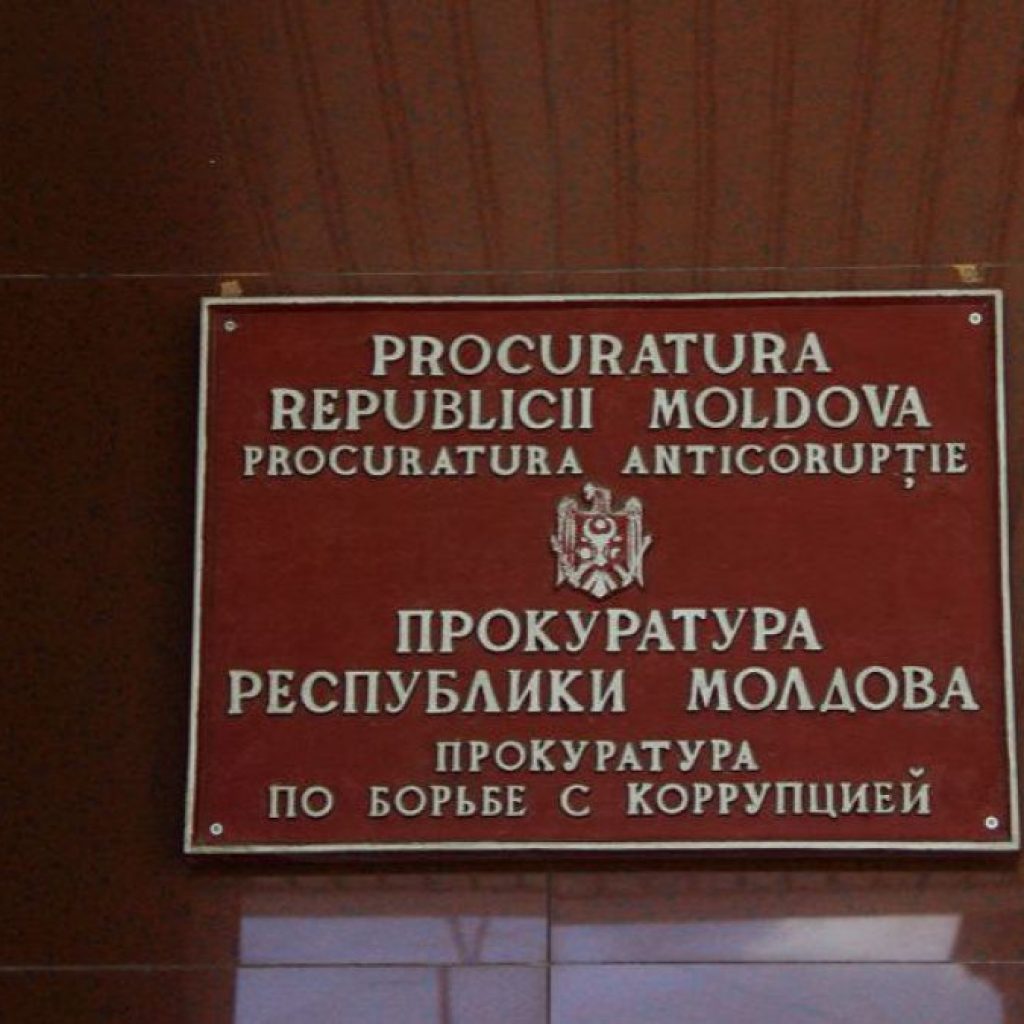 PROCURATURA
REPUBLICII MOLDOVA
PROCURATURA ANTICORUPȚIE
ПРОКУРАТУРА
РЕСПУБЛИКИ МОЛДОВА
ПРОКУРАТУРА
ПО БОРЬБЕ С КОРРУПЦИЕЙ